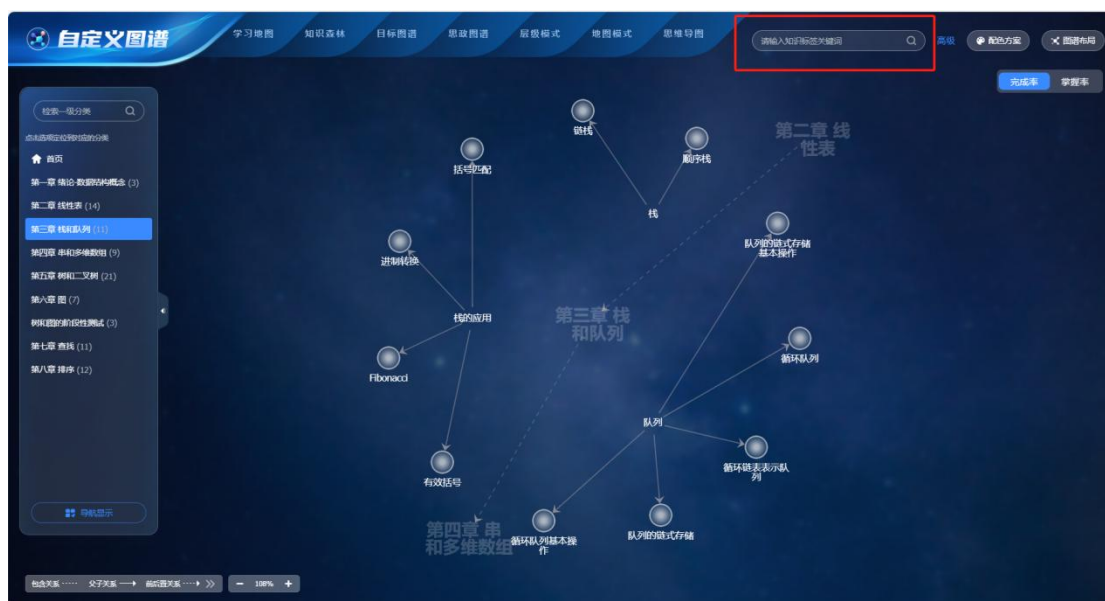 自定义图谱
学习地图
知识森林
目标图谱
思政图谱
层级模式
地图模式
思维导图
请输入知识标签关键词
高级
配色方案
图谱布局
完成率
掌握率
检索一级分类
点击选项定位到对应的分类
首页
第一章 绪论-数据结构概念 (3)
第二章 线性表 (14)
第三章 栈和队列 (11)
第四章 串和多维数组 (9)
第五章 树和二叉树 (21)
第六章 图 (7)
树和图的阶段性测试 (3)
第七章 查找 (11)
第八章 排序 (12)
导航显示
链栈
顺序栈
第二章 线
性表
括号匹配
栈
队列的链式存储
基本操作
进制转换
栈的应用
第三章 栈
和队列
循环队列
Fibonacci
队列
循环链表表示队
列
有效括号
第四章 串
和多维数组
循环队列基本操
作
队列的链式存储
包含关系
父子关系
前后置关系
100%